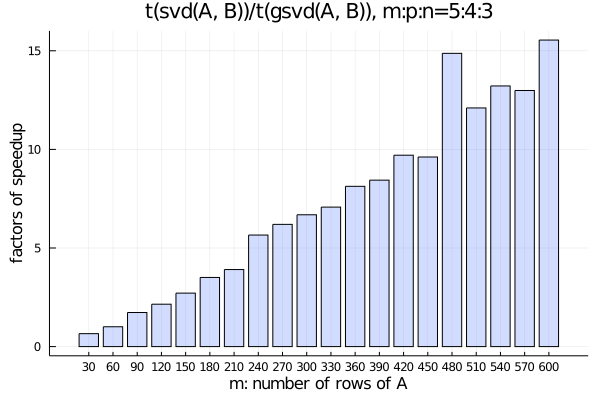 t(svd(A, B))/t(gsvd(A, B)), m:p:n=5:4:3
factors of speedup
15
10
5
0
30 60 90 120 150 180 210 240 270 300 330 360 390 420 450 480 510 540 570 600
m: number of rows of A